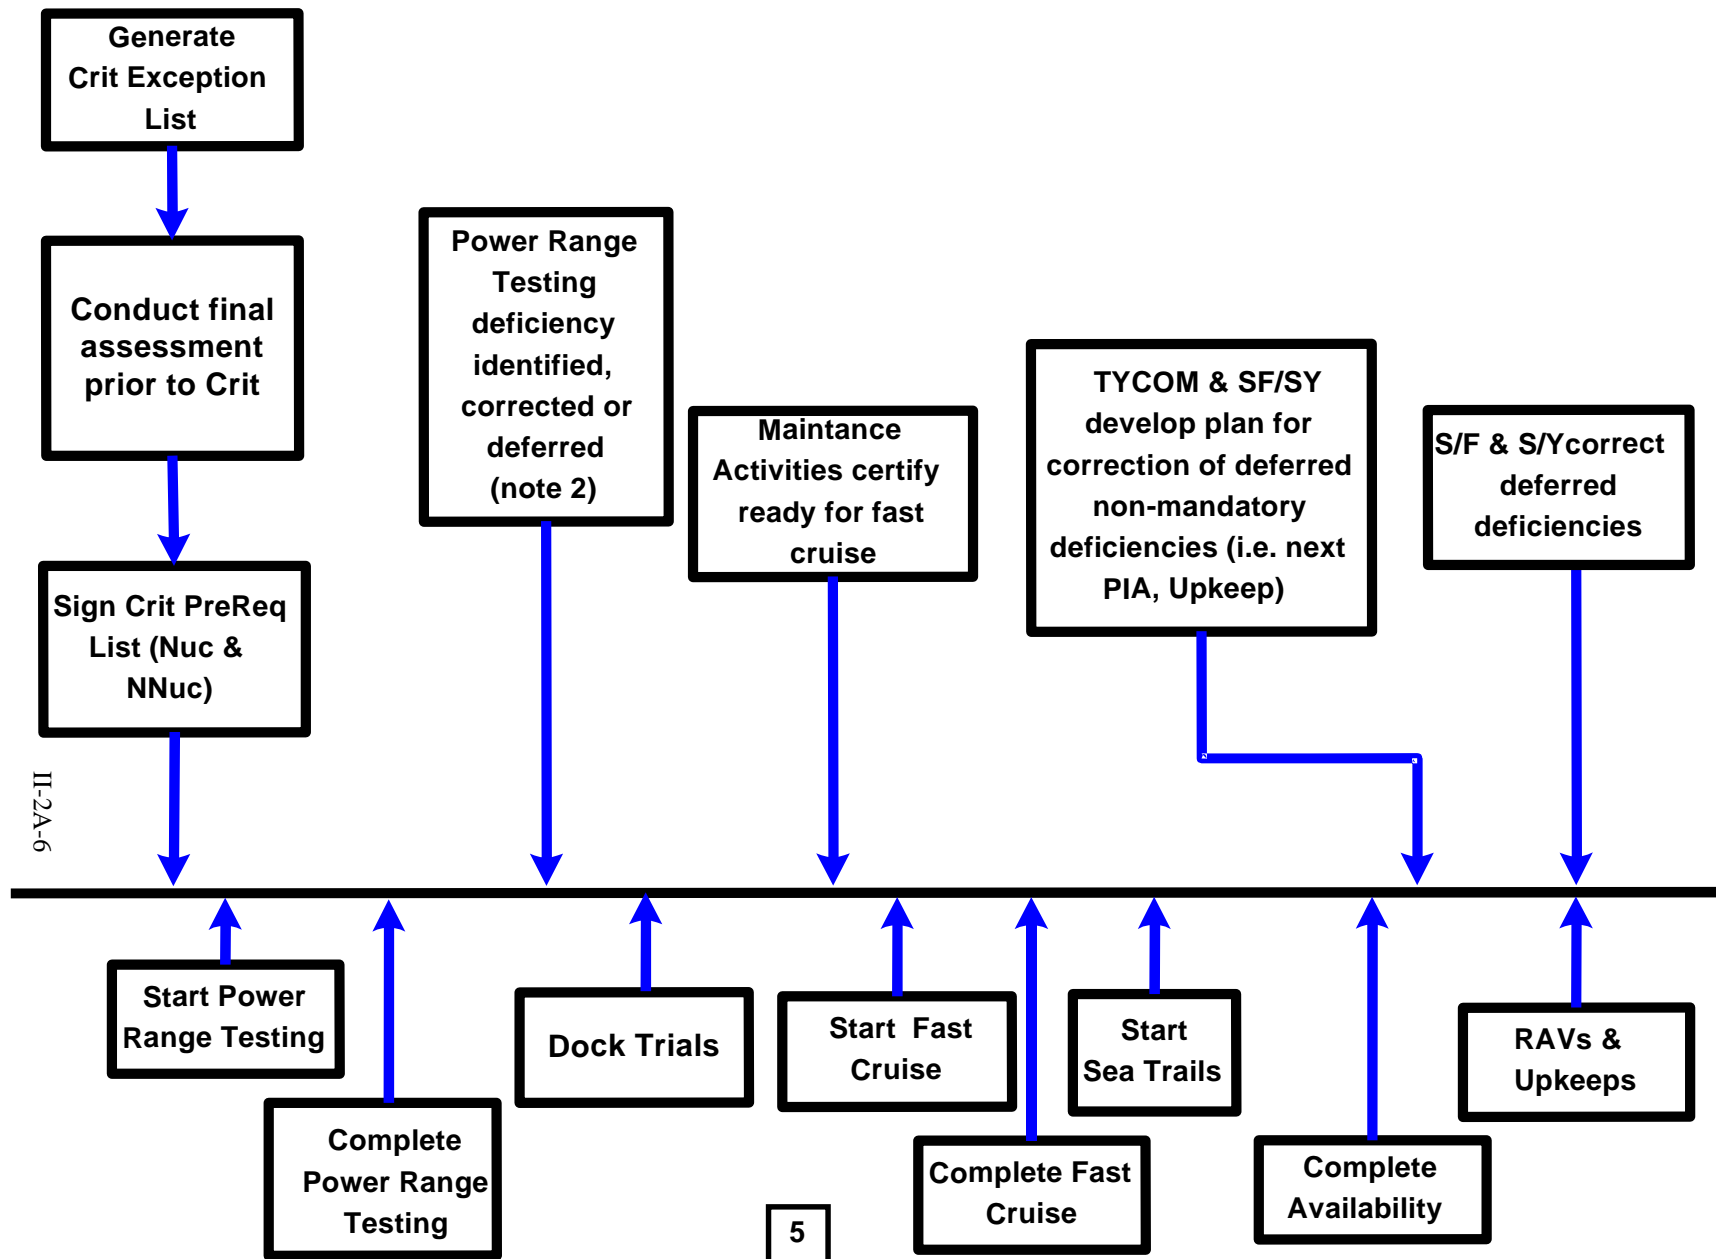 Generate
Crit Exception
List
Conduct final
assessment
prior to Crit
Sign Crit PreReq
List (Nuc &
NNuc)
Power Range
Testing
deficiency
identified,
corrected or
deferred
(note 2)
Maintance
Activities certify
ready for fast
cruise
TYCOM & SF/SY
develop plan for
correction of deferred
non-mandatory
deficiencies (i.e. next
PIA, Upkeep)
S/F & S/Ycorrect
deferred
deficiencies
II-2A-6
Start Power
Range Testing
Complete
Power Range
Testing
Dock Trials
Start Fast
Cruise
Complete Fast
Cruise
Start
Sea Trails
Complete
Availability
RAVs &
Upkeeps
5